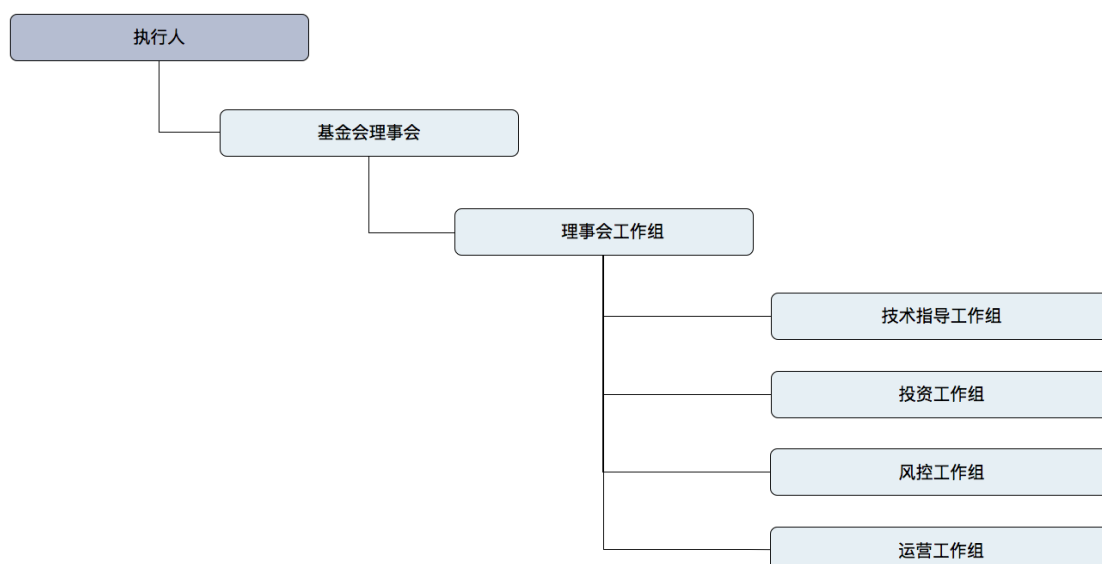 执行人
基金会理事会
理事会工作组
技术指导工作组
投资工作组
风控工作组
运营工作组